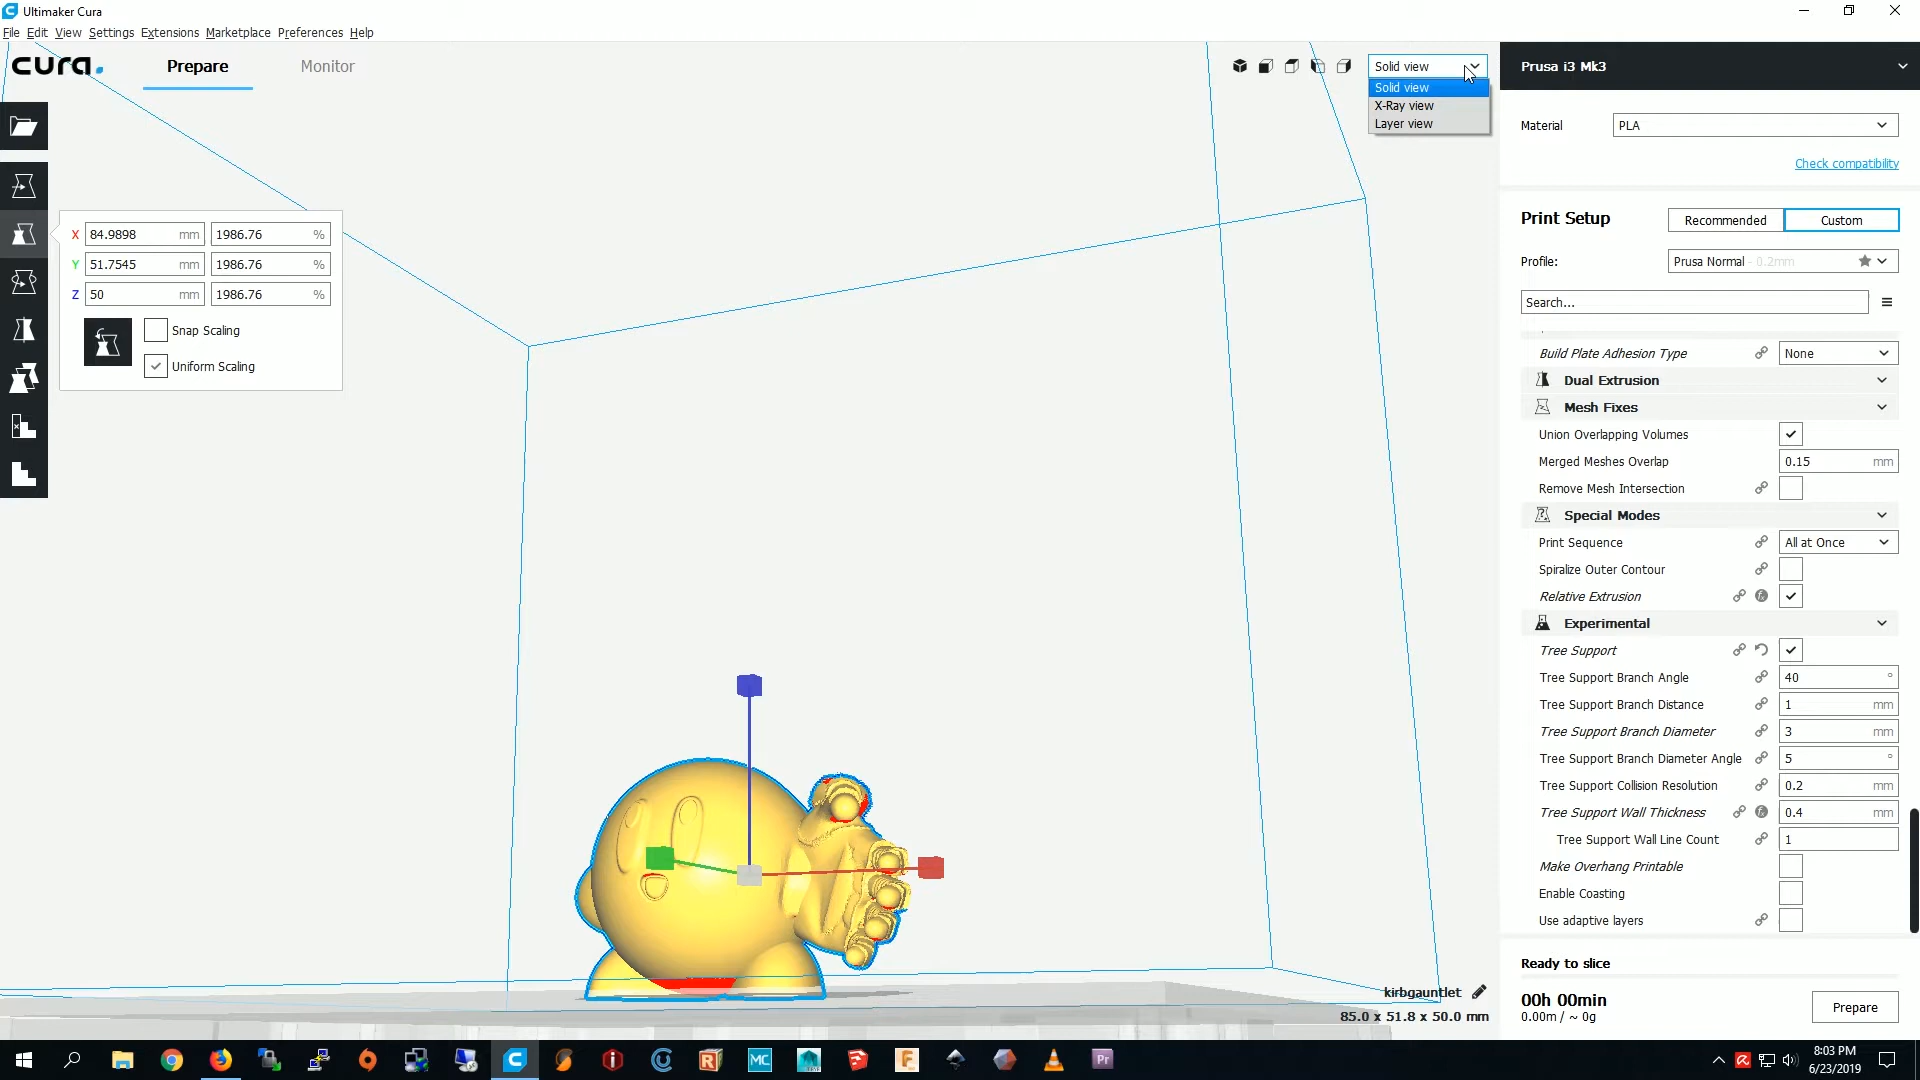 Ultimaker Cura
File Edit View Settings Extensions Marketplace Preferences Help
cura.
Prepare
Monitor
Solid view
Solid view
X-Ray view
Layer view
X 84.9898 mm 1986.76 %
Y 51.7545 mm 1986.76 %
Z 50 mm 1986.76 %
Snap Scaling
Uniform Scaling
kirbgauntlet
85.0 x 51.8 x 50.0 mm
Prusa i3 Mk3
Material PLA
Check compatibility
Print Setup Recommended Custom
Profile: Prusa Normal - 0.2mm
Search...
Build Plate Adhesion Type None
Dual Extrusion
Mesh Fixes
Union Overlapping Volumes
Merged Meshes Overlap 0.15 mm
Remove Mesh Intersection
Special Modes
Print Sequence All at Once
Spiralize Outer Contour
Relative Extrusion
Experimental
Tree Support
Tree Support Branch Angle 40 °
Tree Support Branch Distance 1 mm
Tree Support Branch Diameter 3 mm
Tree Support Branch Diameter Angle 5 °
Tree Support Collision Resolution 0.2 mm
Tree Support Wall Thickness 0.4 mm
Tree Support Wall Line Count 1
Make Overhang Printable
Enable Coasting
Use adaptive layers
Ready to slice
00h 00min
0.00m / ~ 0g
Prepare
MC
Pr
8:03 PM
6/23/2019